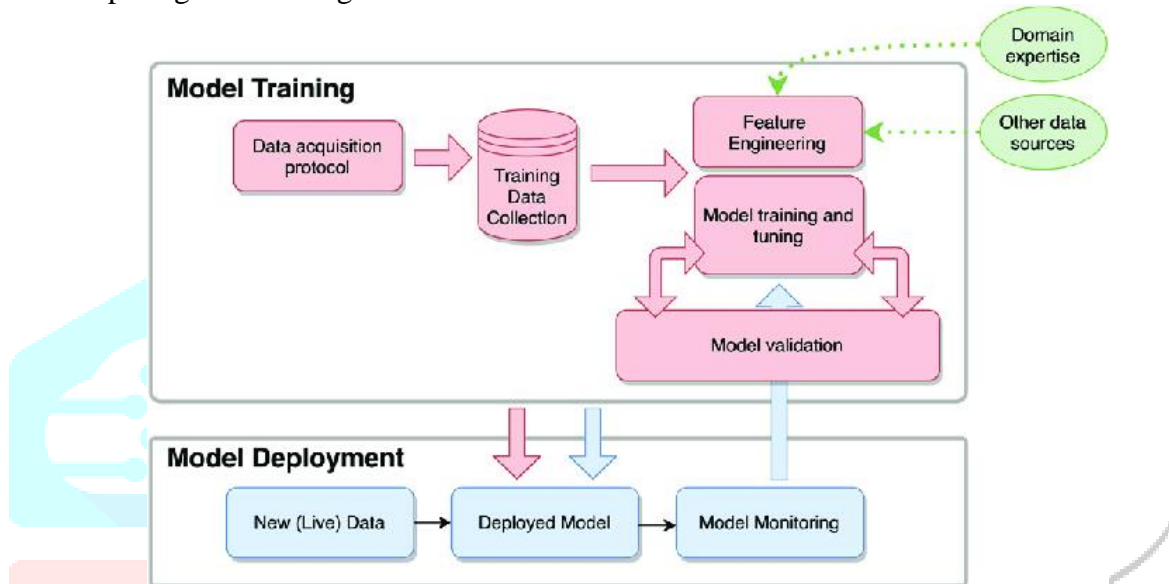 Domain
expertise
Model Training
Feature
Engineering
Other data
sources
Data acquisition
protocol
Training
Data
Collection
Model training and
tuning
Model validation
Model Deployment
New (Live) Data
Deployed Model
Model Monitoring